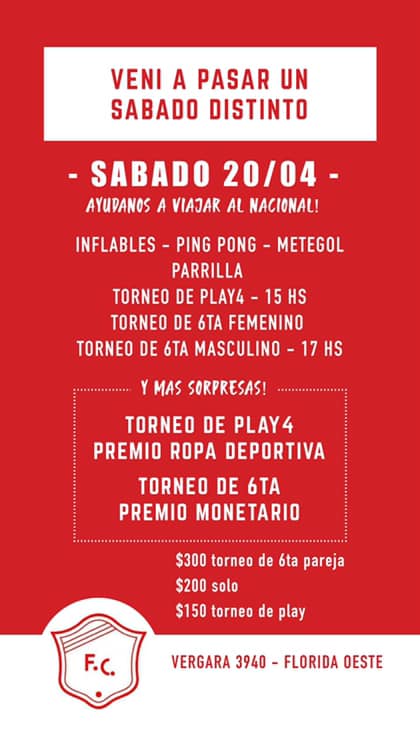 VENI A PASAR UN
SABADO DISTINTO
- SABADO 20/04 -
AYUDANOS A VIAJAR AL NACIONAL!
INFLABLES - PING PONG - METEGOL
PARRILLA
TORNEO DE PLAY4 - 15 HS
TORNEO DE 6TA FEMENINO
TORNEO DE 6TA MASCULINO - 17 HS
Y MAS SORPRESAS!
TORNEO DE PLAY4
PREMIO ROPA DEPORTIVA
TORNEO DE 6TA
PREMIO MONETARIO
$300 torneo de 6ta pareja
$200 solo
$150 torneo de play
F.C.
VERGARA 3940 - FLORIDA OESTE